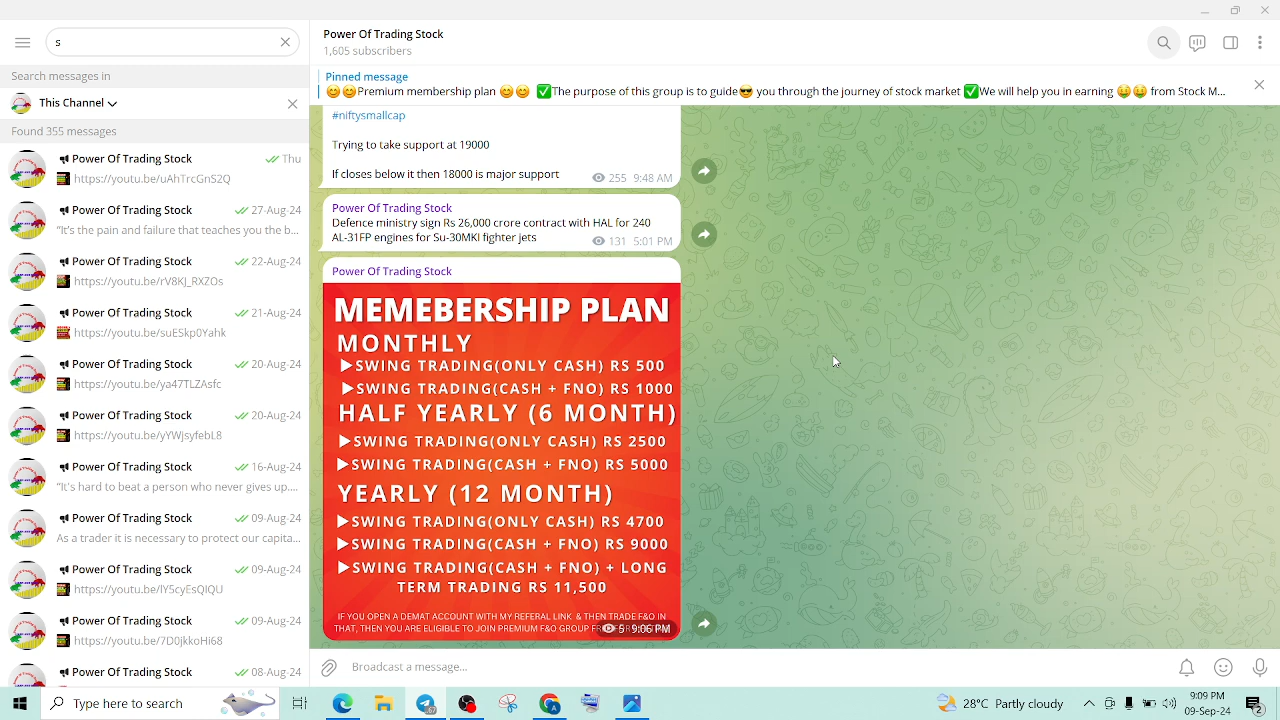 s
Search messages in
This Channel
Found 355 messages
Power Of Trading Stock
Thu
https://youtu.be/uAhTrcGnS2Q
Power Of Trading Stock
27-Aug-24
"It's the pain and failure that teaches you the b...
Power Of Trading Stock
22-Aug-24
https://youtu.be/rV8KJ_RXZOs
Power Of Trading Stock
21-Aug-24
https://youtu.be/suESkp0Yahk
Power Of Trading Stock
20-Aug-24
https://youtu.be/ya47TLZAsfc
Power Of Trading Stock
20-Aug-24
https://youtu.be/yYWjsyfebL8
Power Of Trading Stock
16-Aug-24
"It's hard to beat a person who never gives up....
Power Of Trading Stock
09-Aug-24
As a trader it is necessary to protect our capita...
Power Of Trading Stock
09-Aug-24
https://youtu.be/lY5cyEsQlQU
Power Of Trading Stock
09-Aug-24
https://youtu.be/7D0jkkoHi68
Power Of Trading Stock
08-Aug-24
Power Of Trading Stock
1,605 subscribers
Pinned message
😊😊Premium membership plan 😊😊 ✅The purpose of this group is to guide😎 you through the journey of stock market ✅We will help you in earning 🤑🤑 from Stock M...
#niftysmallcap
Trying to take support at 19000
If closes below it then 18000 is major support
255 9:48 AM
Power Of Trading Stock
Defence ministry sign Rs 26,000 crore contract with HAL for 240
AL-31FP engines for Su-30MKI fighter jets
131 5:01 PM
Power Of Trading Stock
MEMEBERSHIP PLAN
MONTHLY
▶SWING TRADING(ONLY CASH) RS 500
▶SWING TRADING(CASH + FNO) RS 1000
HALF YEARLY (6 MONTH)
▶SWING TRADING(ONLY CASH) RS 2500
▶SWING TRADING(CASH + FNO) RS 5000
YEARLY (12 MONTH)
▶SWING TRADING(ONLY CASH) RS 4700
▶SWING TRADING(CASH + FNO) RS 9000
▶SWING TRADING(CASH + FNO) + LONG
TERM TRADING RS 11,500
IF YOU OPEN A DEMAT ACCOUNT WITH MY REFERAL LINK & THEN TRADE F&O IN
THAT, THEN YOU ARE ELIGIBLE TO JOIN PREMIUM F&O GROUP
5 9:06 PM
Broadcast a message...
Type here to search
28°C Partly cloudy
9:09 PM
09-Sep-24
2